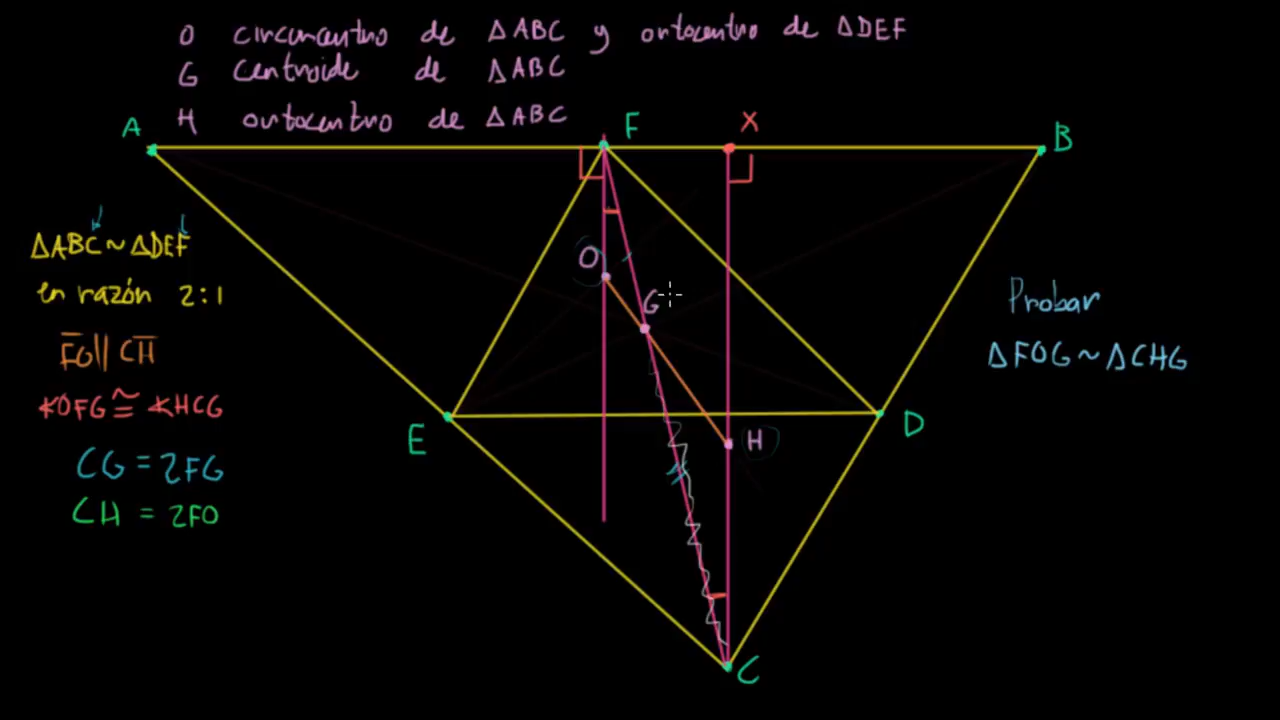 O circuncentro de ΔABC y ortocentro de ΔDEF
G Centroide de ΔABC
H ortocentro de ΔABC
A
F
X
B
ΔABC ~ ΔDEF
en razón 2:1
FO || CH
∢OFG ≅ ∢HCG
CG = 2FG
CH = 2FO
O
G
Probar
ΔFOG ~ ΔCHG
E
H
D
C